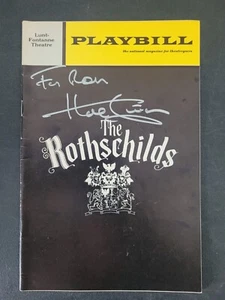 Lunt-
Fontanne
Theatre
PLAYBILL
the national magazine for theatregoers
For Ron
The
Rothschilds